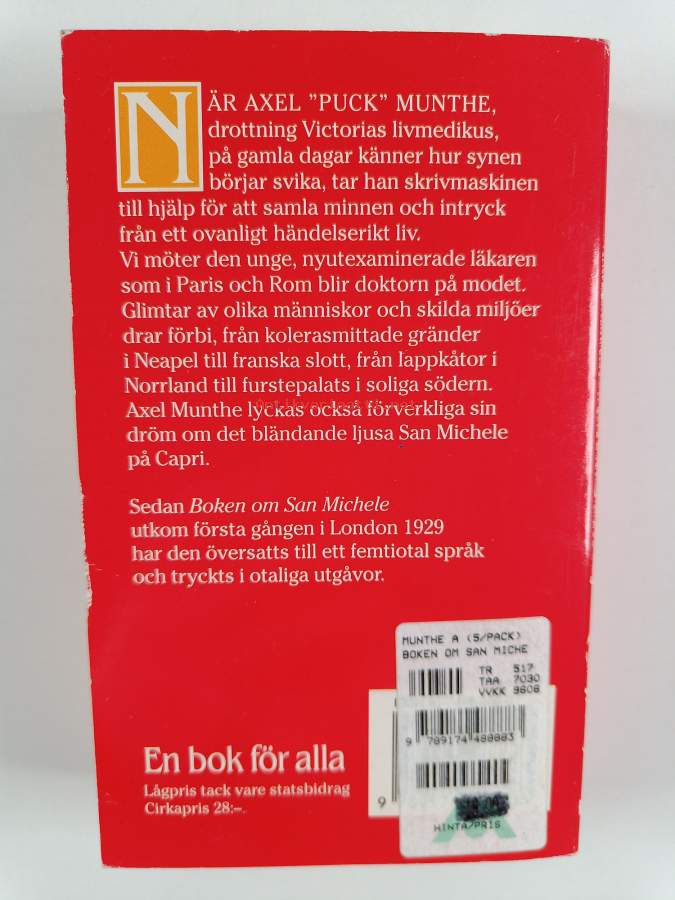 NÄR AXEL ”PUCK” MUNTHE,
drottning Victorias livmedikus,
på gamla dagar känner hur synen
börjar svika, tar han skrivmaskinen
till hjälp för att samla minnen och intryck
från ett ovanligt händelserikt liv.
Vi möter den unge, nyutexaminerade läkaren
som i Paris och Rom blir doktorn på modet.
Glimtar av olika människor och skilda miljöer
drar förbi, från kolerasmittade gränder
i Neapel till franska slott, från lappkåtor i
Norrland till furstepalats i soliga södern.
Axel Munthe lyckas också förverkliga sin
dröm om det bländande ljusa San Michele
på Capri.
Sedan Boken om San Michele
utkom första gången i London 1929
har den översatts till ett femtiotal språk
och tryckts i otaliga utgåvor.
MUNTHE A (5/PACK)
BOKEN OM SAN MICHE
TR 517
TAA 7030
VVKK 9608
9 789174 488883
9
HINTA/PRIS
En bok för alla
Lågpris tack vare statsbidrag
Cirkapris 28:–